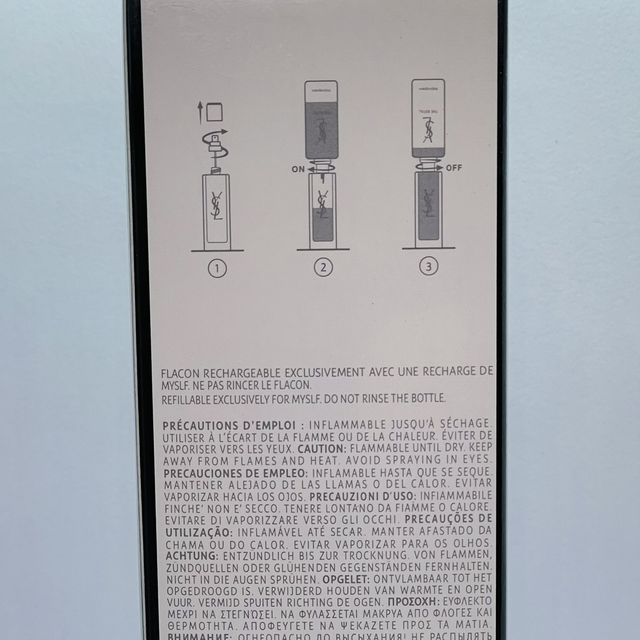 ON
OFF
1
2
3
FLACON RECHARGEABLE EXCLUSIVEMENT AVEC UNE RECHARGE DE
MYSLF. NE PAS RINCER LE FLACON.
REFILLABLE EXCLUSIVELY FOR MYSLF. DO NOT RINSE THE BOTTLE.
PRÉCAUTIONS D'EMPLOI : INFLAMMABLE JUSQU'À SÉCHAGE.
UTILISER À L'ÉCART DE LA FLAMME OU DE LA CHALEUR. ÉVITER DE
VAPORISER VERS LES YEUX. CAUTION: FLAMMABLE UNTIL DRY. KEEP
AWAY FROM FLAMES AND HEAT. AVOID SPRAYING IN EYES.
PRECAUCIONES DE EMPLEO: INFLAMABLE HASTA QUE SE SEQUE.
MANTENER ALEJADO DE LAS LLAMAS O DEL CALOR. EVITAR
VAPORIZAR HACIA LOS OJOS. PRECAUZIONI D'USO: INFIAMMABILE
FINCHE' NON E' SECCO. TENERE LONTANO DA FIAMME O CALORE.
EVITARE DI VAPORIZZARE VERSO GLI OCCHI. PRECAUÇÕES DE
UTILIZAÇÃO: INFLAMÁVEL ATÉ SECAR. MANTER AFASTADO DA
CHAMA OU DO CALOR. EVITAR VAPORIZAR PARA OS OLHOS.
ACHTUNG: ENTZÜNDLICH BIS ZUR TROCKNUNG. VON FLAMMEN,
ZÜNDQUELLEN ODER GLÜHENDEN GEGENSTÄNDEN FERNHALTEN.
NICHT IN DIE AUGEN SPRÜHEN. OPGELET: ONTVLAMBAAR TOT HET
OPGEDROOGD IS. VERWIJDERD HOUDEN VAN WARMTE EN OPEN
VUUR. VERMIJD SPUITEN RICHTING DE OGEN. ΠΡΟΣΟΧΗ: ΕΥΦΛΕΚΤΟ
ΜΕΧΡΙ ΝΑ ΣΤΕΓΝΩΣΕΙ. ΝΑ ΦΥΛΑΣΣΕΤΑΙ ΜΑΚΡΥΑ ΑΠΟ ΦΛΟΓΕΣ ΚΑΙ
ΘΕΡΜΟΤΗΤΑ. ΑΠΟΦΕΥΓΕΤΕ ΝΑ ΨΕΚΑΖΕΤΕ ΠΡΟΣ ΤΑ ΜΑΤΙΑ.
ВНИМАНИЕ: ОГНЕОПАСНО ДО ВЫСЫХАНИЯ! НЕ РАСПЫЛЯТЬ